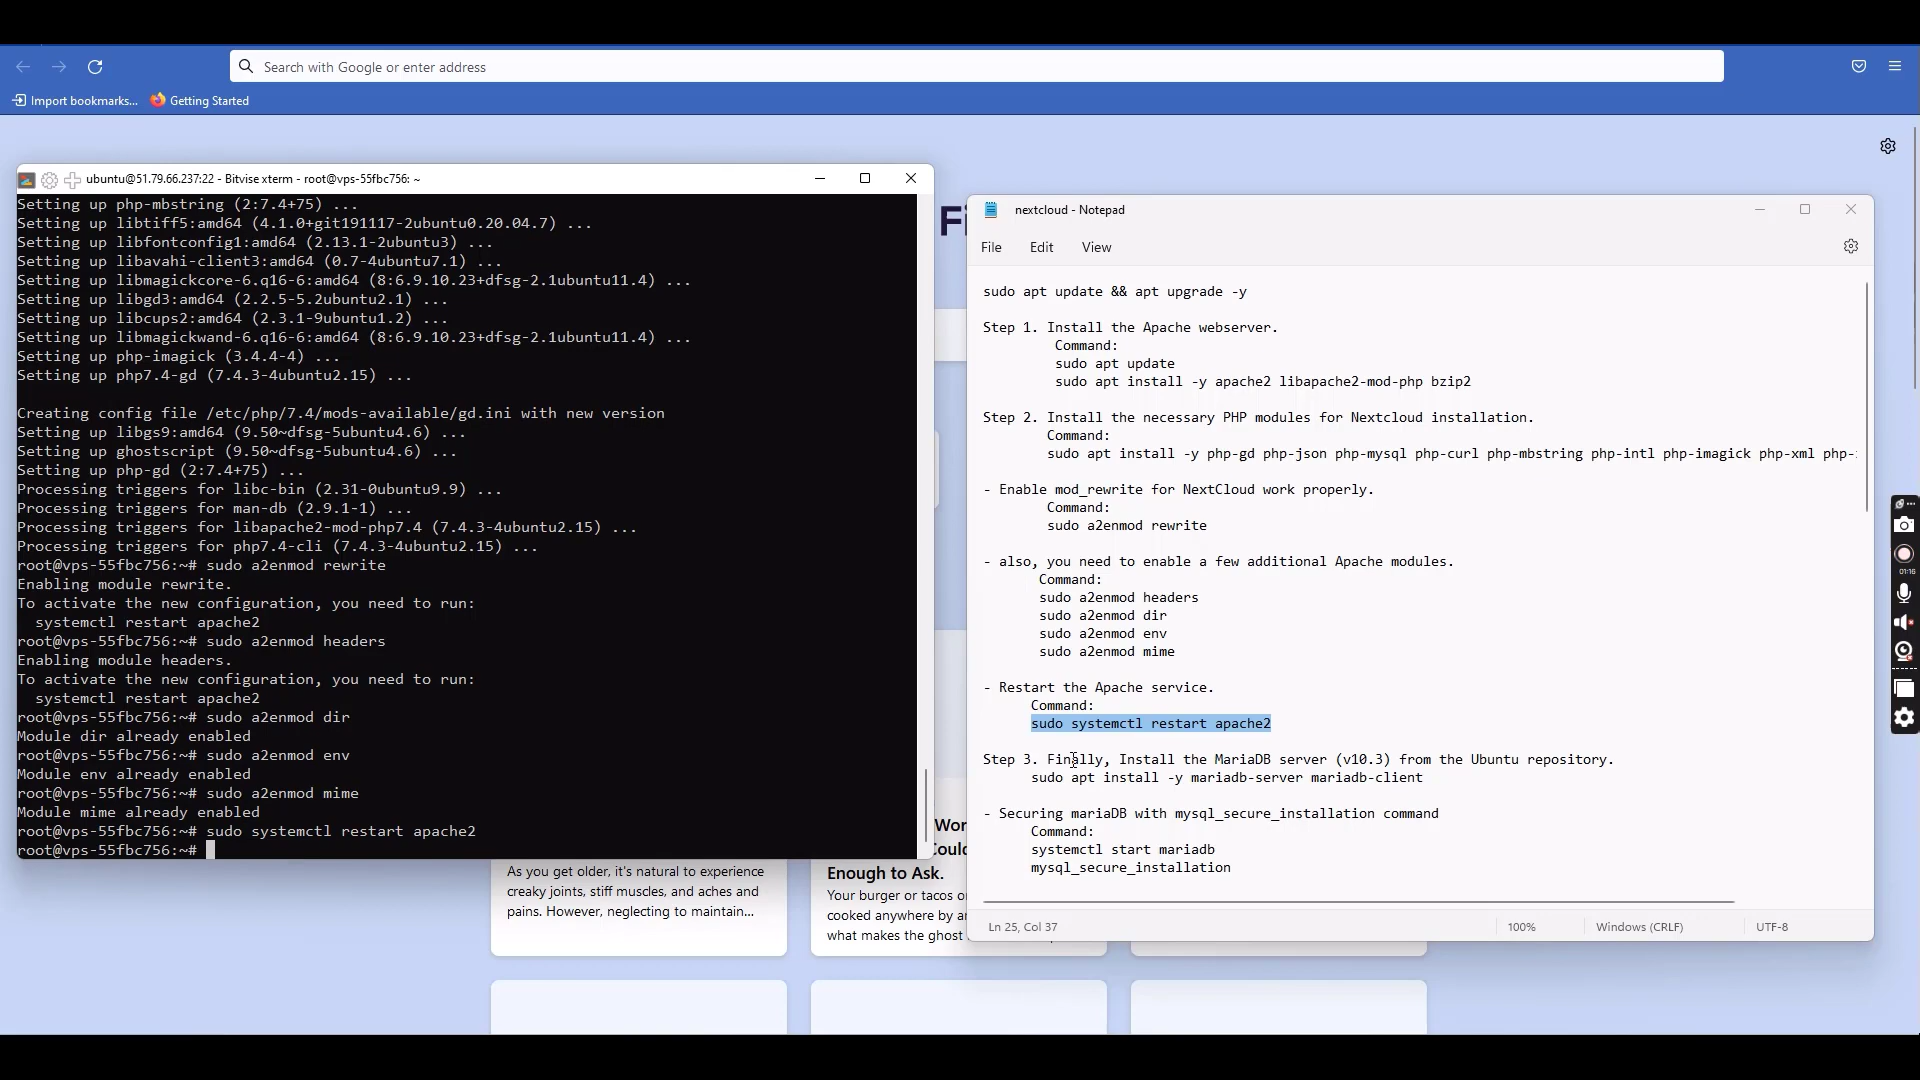 Search with Google or enter address
Import bookmarks...
Getting Started
ubuntu@51.79.66.237:22 - Bitvise xterm - root@vps-55fbc756: ~
Setting up php-mbstring (2:7.4+75) ...
Setting up libtiff5:amd64 (4.1.0+git191117-2ubuntu0.20.04.7) ...
Setting up libfontconfig1:amd64 (2.13.1-2ubuntu3) ...
Setting up libavahi-client3:amd64 (0.7-4ubuntu7.1) ...
Setting up libmagickcore-6.q16-6:amd64 (8:6.9.10.23+dfsg-2.1ubuntu11.4) ...
Setting up libgd3:amd64 (2.2.5-5.2ubuntu2.1) ...
Setting up libcups2:amd64 (2.3.1-9ubuntu1.2) ...
Setting up libmagickwand-6.q16-6:amd64 (8:6.9.10.23+dfsg-2.1ubuntu11.4) ...
Setting up php-imagick (3.4.4-4) ...
Setting up php7.4-gd (7.4.3-4ubuntu2.15) ...
Creating config file /etc/php/7.4/mods-available/gd.ini with new version
Setting up libgs9:amd64 (9.50~dfsg-5ubuntu4.6) ...
Setting up ghostscript (9.50~dfsg-5ubuntu4.6) ...
Setting up php-gd (2:7.4+75) ...
Processing triggers for libc-bin (2.31-0ubuntu9.9) ...
Processing triggers for man-db (2.9.1-1) ...
Processing triggers for libapache2-mod-php7.4 (7.4.3-4ubuntu2.15) ...
Processing triggers for php7.4-cli (7.4.3-4ubuntu2.15) ...
root@vps-55fbc756:~# sudo a2enmod rewrite
Enabling module rewrite.
To activate the new configuration, you need to run:
systemctl restart apache2
root@vps-55fbc756:~# sudo a2enmod headers
Enabling module headers.
To activate the new configuration, you need to run:
systemctl restart apache2
root@vps-55fbc756:~# sudo a2enmod dir
Module dir already enabled
root@vps-55fbc756:~# sudo a2enmod env
Module env already enabled
root@vps-55fbc756:~# sudo a2enmod mime
Module mime already enabled
root@vps-55fbc756:~# sudo systemctl restart apache2
root@vps-55fbc756:~#
nextcloud - Notepad
File Edit View
sudo apt update && apt upgrade -y
Step 1. Install the Apache webserver.
Command:
sudo apt update
sudo apt install -y apache2 libapache2-mod-php bzip2
Step 2. Install the necessary PHP modules for Nextcloud installation.
Command:
sudo apt install -y php-gd php-json php-mysql php-curl php-mbstring php-intl php-imagick php-xml php-
- Enable mod_rewrite for NextCloud work properly.
Command:
sudo a2enmod rewrite
- also, you need to enable a few additional Apache modules.
Command:
sudo a2enmod headers
sudo a2enmod dir
sudo a2enmod env
sudo a2enmod mime
- Restart the Apache service.
Command:
sudo systemctl restart apache2
Step 3. Finally, Install the MariaDB server (v10.3) from the Ubuntu repository.
sudo apt install -y mariadb-server mariadb-client
- Securing mariaDB with mysql_secure_installation command
Command:
systemctl start mariadb
mysql_secure_installation
Ln 25, Col 37
100%
Windows (CRLF)
UTF-8
01:16
As you get older, it's natural to experience
creaky joints, stiff muscles, and aches and
pains. However, neglecting to maintain...
Enough to Ask.
Your burger or tacos
cooked anywhere by
what makes the ghost